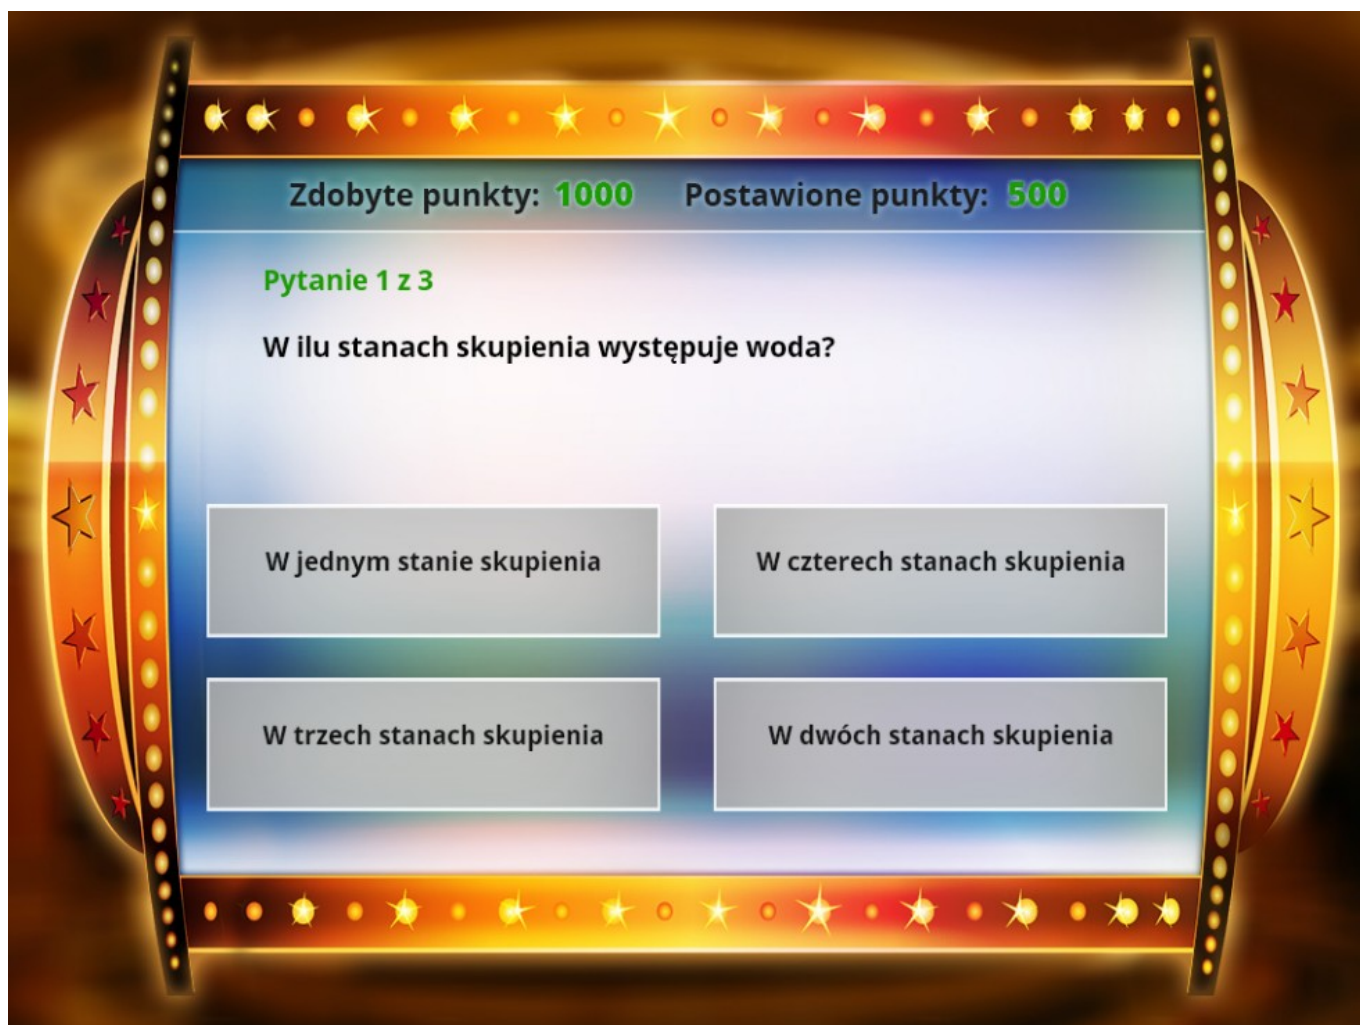 Zdobyte punkty: 1000 Postawione punkty: 500
Pytanie 1 z 3
W ilu stanach skupienia występuje woda?
W jednym stanie skupienia
W czterech stanach skupienia
W trzech stanach skupienia
W dwóch stanach skupienia